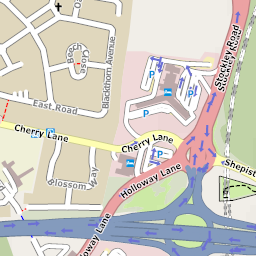 Beech
Close
Blackthorn Avenue
Stockley Road
Stockley Road
East Road
P
P
P
P
Cherry Lane
Cherry Lane
P
Blossom Way
Holloway Lane
Shepist
Holloway Lane